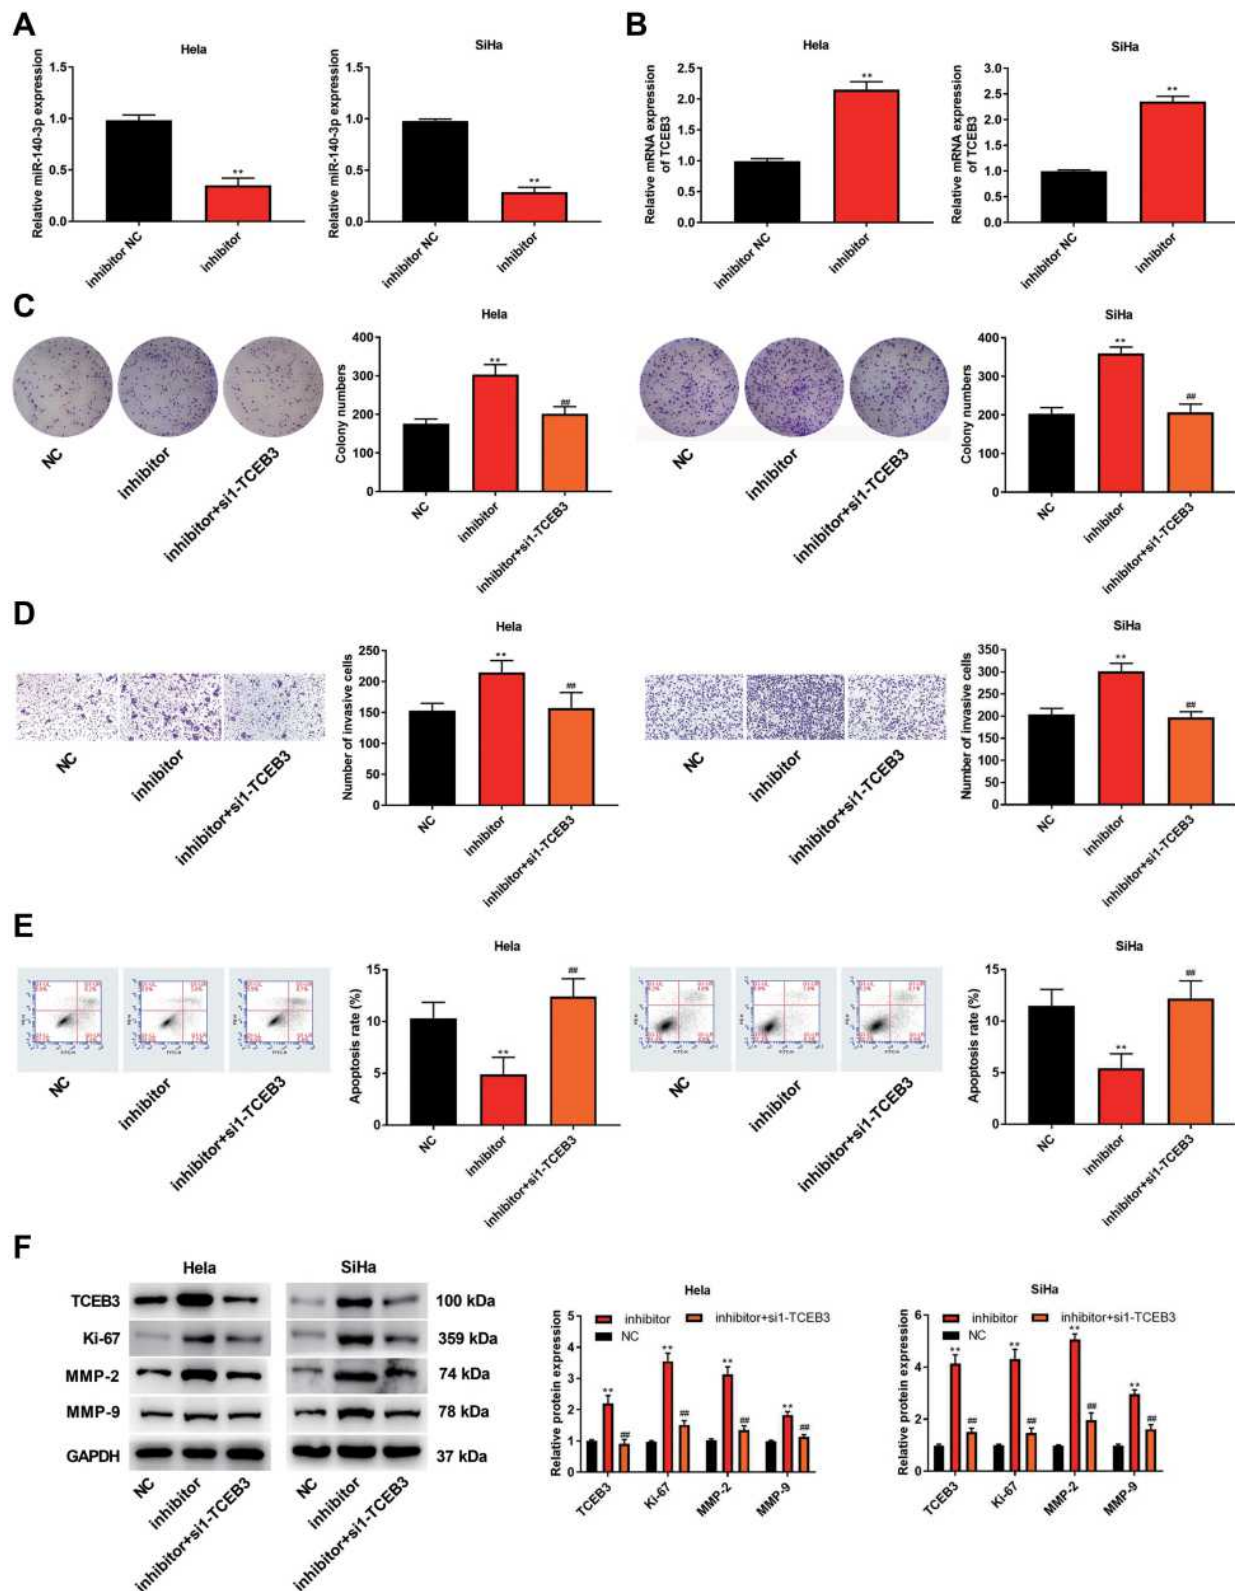 A
Hela
Relative miR-140-3p expression
1.5
1.0
0.5
0.0
inhibitor NC
inhibitor
**
SiHa
Relative miR-140-3p expression
1.5
1.0
0.5
0.0
inhibitor NC
inhibitor
**
B
Hela
Relative mRNA expression
of TCEB3
2.5
2.0
1.5
1.0
0.5
0.0
inhibitor NC
inhibitor
**
SiHa
Relative mRNA expression
of TCEB3
3.0
2.5
2.0
1.5
1.0
0.5
0.0
inhibitor NC
inhibitor
**
C
NC
inhibitor
inhibitor+si1-TCEB3
Hela
Colony numbers
400
300
200
100
0
**
##
NC
inhibitor
inhibitor+si1-TCEB3
NC
inhibitor
inhibitor+si1-TCEB3
SiHa
Colony numbers
400
300
200
100
0
**
##
NC
inhibitor
inhibitor+si1-TCEB3
D
NC
inhibitor
inhibitor+si1-TCEB3
Hela
Number of invasive cells
250
200
150
100
50
0
**
##
NC
inhibitor
inhibitor+si1-TCEB3
NC
inhibitor
inhibitor+si1-TCEB3
SiHa
Number of invasive cells
350
300
250
200
150
100
50
0
**
##
NC
inhibitor
inhibitor+si1-TCEB3
E
NC
inhibitor
inhibitor+si1-TCEB3
Hela
Apoptosis rate (%)
15
10
5
0
**
##
NC
inhibitor
inhibitor+si1-TCEB3
NC
inhibitor
inhibitor+si1-TCEB3
SiHa
Apoptosis rate (%)
15
10
5
0
**
##
NC
inhibitor
inhibitor+si1-TCEB3
F
Hela
SiHa
TCEB3
100 kDa
Ki-67
359 kDa
MMP-2
74 kDa
MMP-9
78 kDa
GAPDH
37 kDa
NC
inhibitor
inhibitor+si1-TCEB3
NC
inhibitor
inhibitor+si1-TCEB3
Hela
inhibitor
inhibitor+si1-TCEB3
NC
Relative protein expression
5
4
3
2
1
0
**
##
**
##
**
##
**
##
TCEB3
Ki-67
MMP-2
MMP-9
SiHa
inhibitor
inhibitor+si1-TCEB3
NC
Relative protein expression
6
4
2
0
**
##
**
##
**
##
**
##
TCEB3
Ki-67
MMP-2
MMP-9